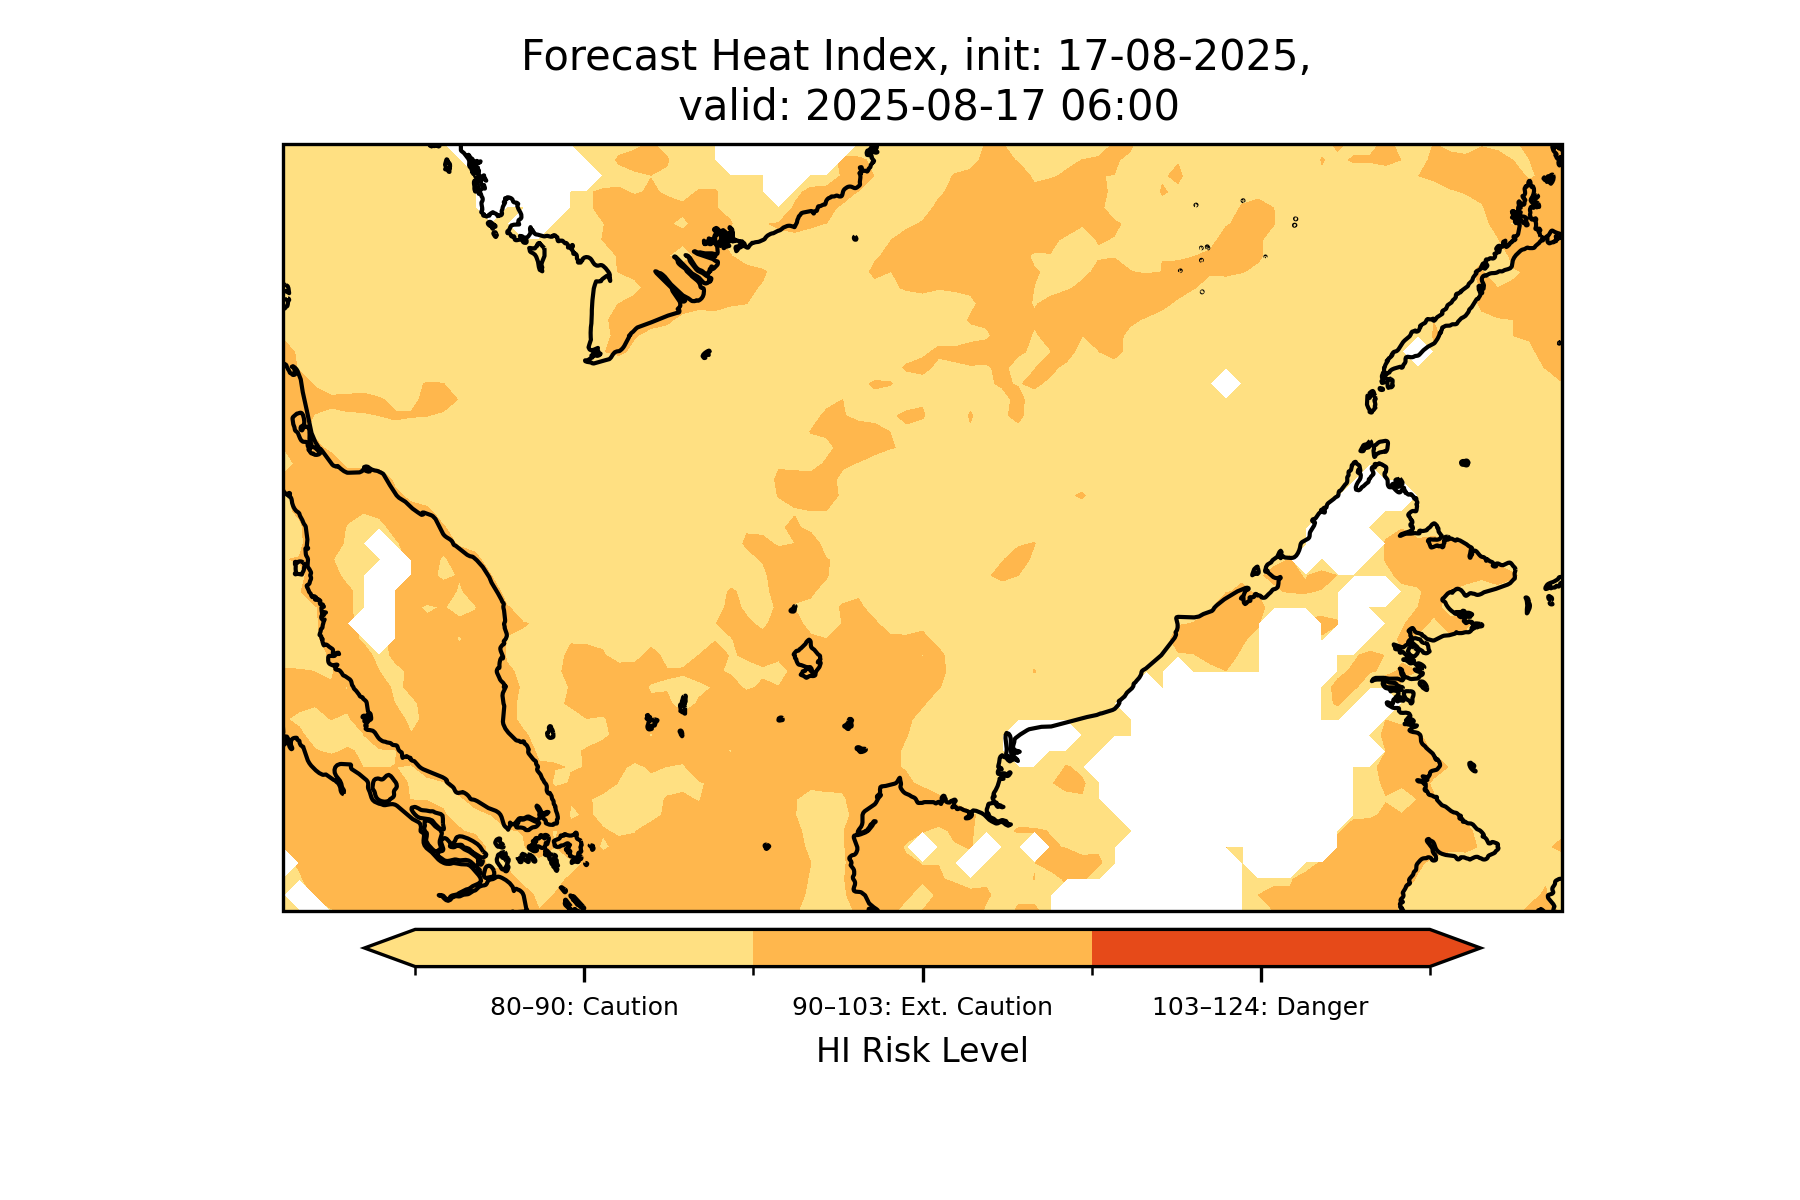 Forecast Heat Index, init: 17-08-2025,
valid: 2025-08-17 06:00
80–90: Caution
90–103: Ext. Caution
103–124: Danger
HI Risk Level